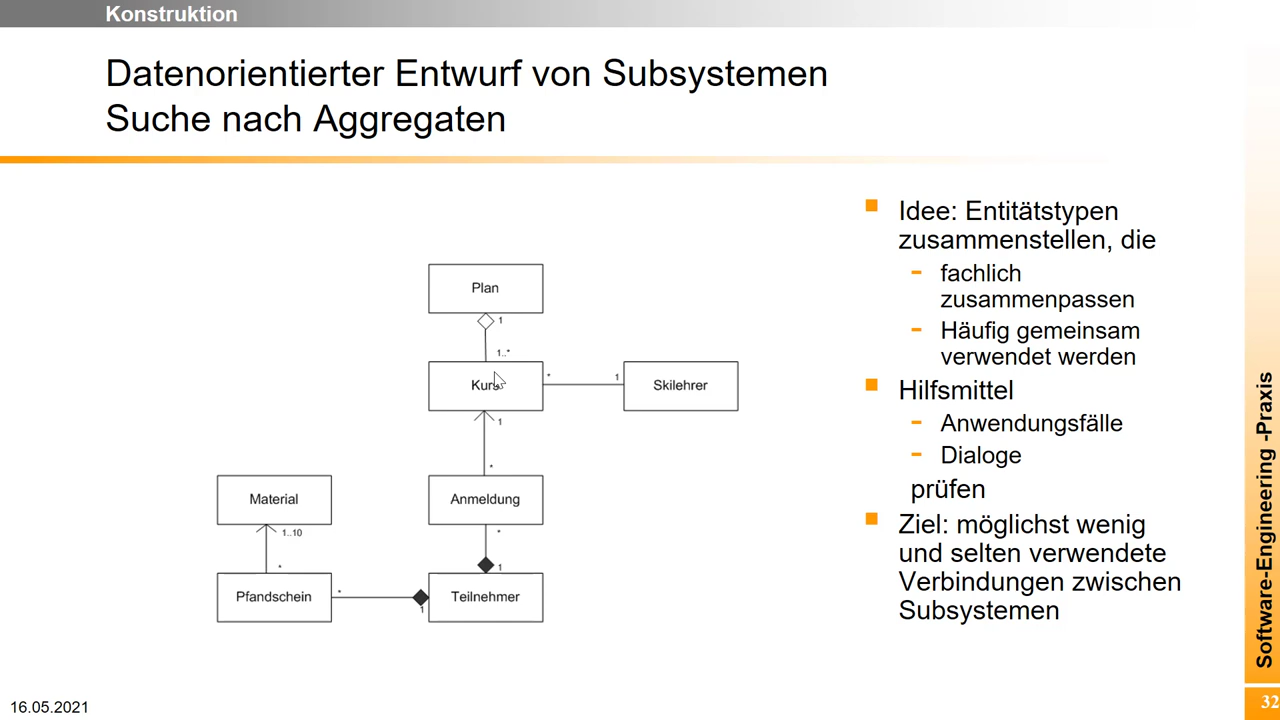 Konstruktion
Datenorientierter Entwurf von Subsystemen
Suche nach Aggregaten
Plan
1
1..*
Kurs
*
1
Skilehrer
1
*
Material
Anmeldung
1..10
*
*
1
Pfandschein
*
1
Teilnehmer
Idee: Entitätstypen
zusammenstellen, die
fachlich
zusammenpassen
Häufig gemeinsam
verwendet werden
Hilfsmittel
Anwendungsfälle
Dialoge
prüfen
Ziel: möglichst wenig
und selten verwendete
Verbindungen zwischen
Subsystemen
Software-Engineering -Praxis
16.05.2021
32